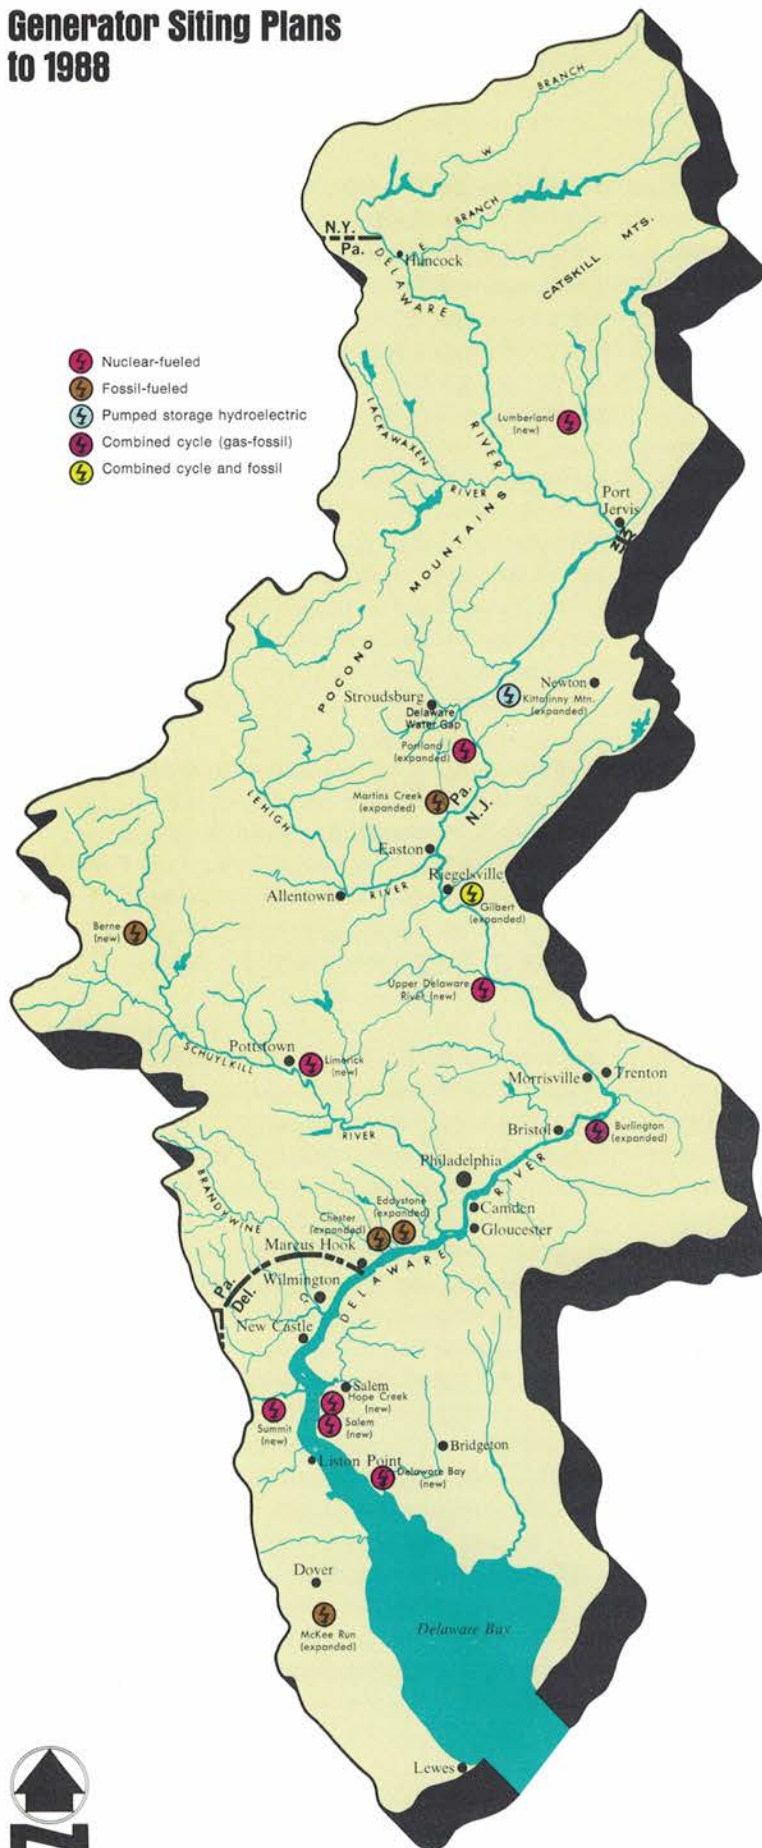 Generator Siting Plans
to 1988
BRANCH
W
BRANCH
E
N.Y.
Pa.
Hancock
DELAWARE
CATSKILL MTS.
Nuclear-fueled
Fossil-fueled
Pumped storage hydroelectric
Combined cycle (gas-fossil)
Combined cycle and fossil
Lumberland
(new)
LACKAWAXEN
RIVER
RIVER
Port
Jervis
NY
NJ
POCONO MOUNTAINS
Newton
Kittatinny Mtn.
(expanded)
Stroudsburg
Delaware
Water Gap
Portland
(expanded)
Martins Creek
(expanded)
Pa.
N.J.
LEHIGH
RIVER
Easton
Allentown
Riegelsville
Gilbert
(expanded)
Berne
(new)
Upper Delaware
River (new)
Pottstown
Limerick
(new)
SCHUYLKILL
RIVER
Morrisville
Trenton
Bristol
Burlington
(expanded)
Philadelphia
RIVER
Camden
Gloucester
BRANDYWINE
C
Eddystone
(expanded)
Chester
(expanded)
Marcus Hook
DELAWARE
Pa.
Del.
Wilmington
New Castle
Salem
Hope Creek
(new)
Salem
(new)
Summit
(new)
Liston Point
Bridgeton
Delaware Bay
(new)
Dover
McKee Run
(expanded)
Delaware Bay
Lewes
N